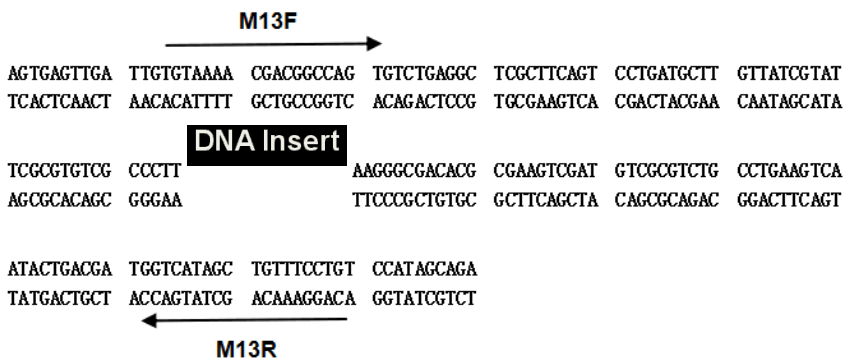 M13F
AGTGAGTTGA TTGTGTAAAA CGACGGCCAG TGTCTGAGGC TCGCTTCAGT CCTGATGCTT GTTATCGTAT
TCACTCAACT AACACATTTT GCTGCCGGTC ACAGACTCCG TGCGAAGTCA CGACTACGAA CAATAGCATA
DNA Insert
TCGCGTGTCG CCCTT AAGGGCGACACG CGAAGTCGAT GTCGCGTCTG CCTGAAGTCA
AGCGCACAGC GGGAA TTCCCGCTGTGC GCTTCAGCTA CAGCGCAGAC GGACTTCAGT
ATACTGACGA TGGTCATAGC TGTTTCCTGT CCATAGCAGA
TATGACTGCT ACCAGTATCG ACAAAGGACA GGTATCGTCT
M13R